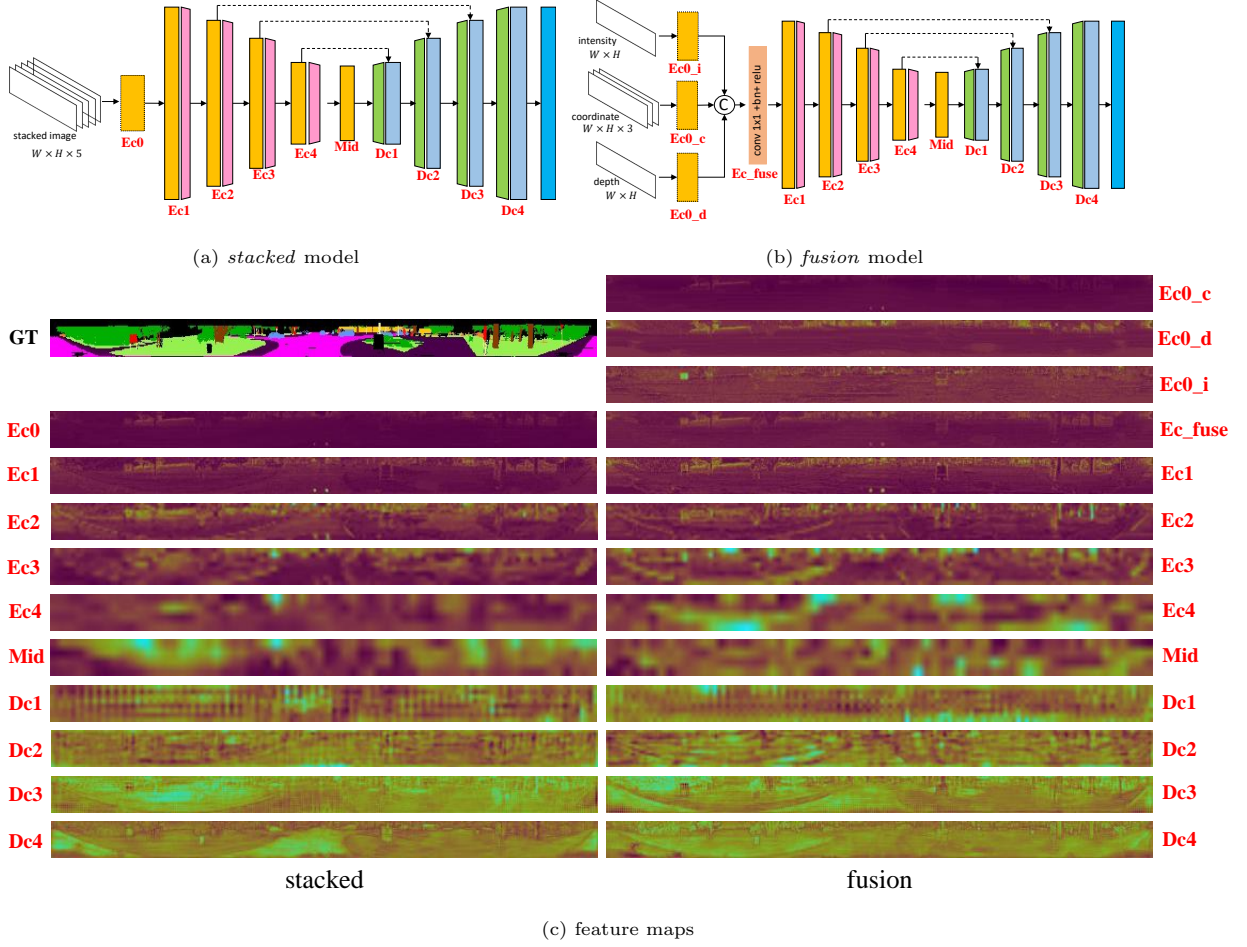 stacked image
W × H × 5
Ec0
Ec1
Ec2
Ec3
Ec4
Mid
Dc1
Dc2
Dc3
Dc4
(a) stacked model
intensity
W × H
Ec0_i
coordinate
W × H × 3
Ec0_c
depth
W × H
Ec0_d
C
conv 1x1 +bn+ relu
Ec_fuse
Ec1
Ec2
Ec3
Ec4
Mid
Dc1
Dc2
Dc3
Dc4
(b) fusion model
GT
Ec0
Ec1
Ec2
Ec3
Ec4
Mid
Dc1
Dc2
Dc3
Dc4
stacked
Ec0_c
Ec0_d
Ec0_i
Ec_fuse
Ec1
Ec2
Ec3
Ec4
Mid
Dc1
Dc2
Dc3
Dc4
fusion
(c) feature maps